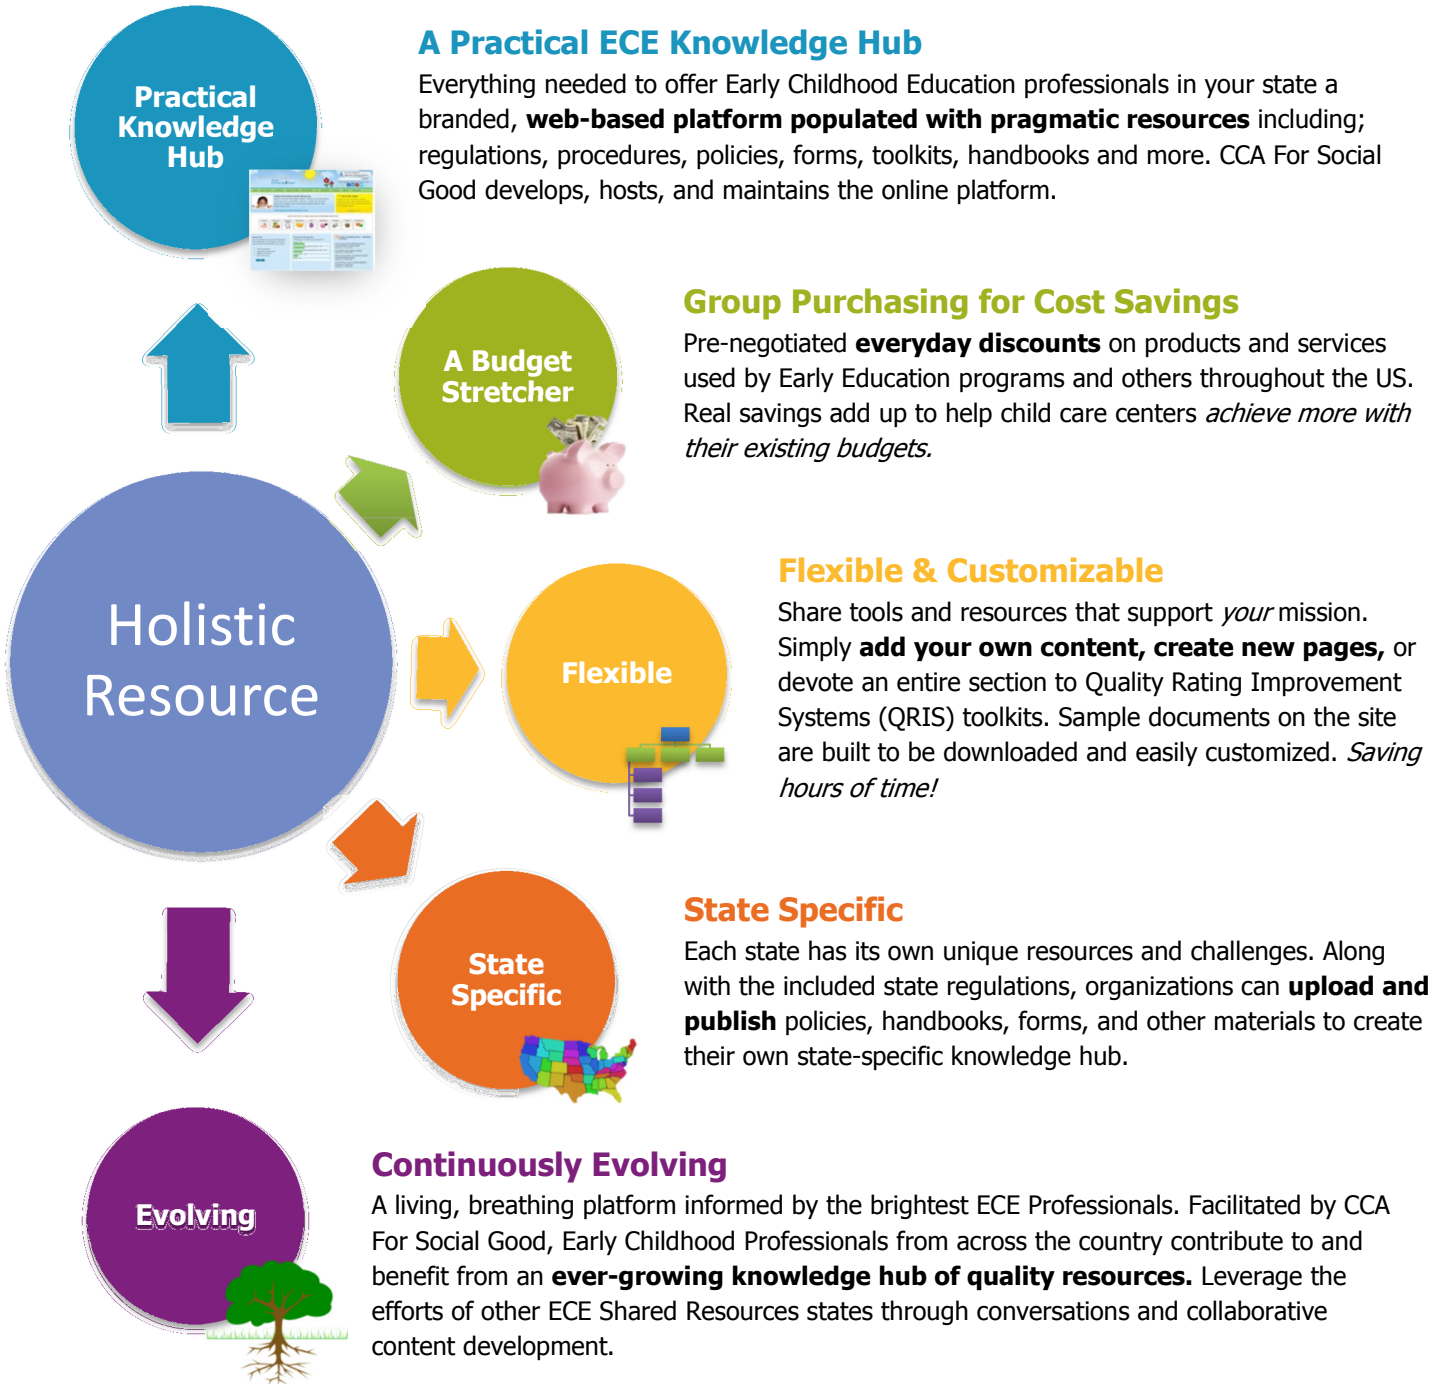 Practical
Knowledge
Hub
A Practical ECE Knowledge Hub
Everything needed to offer Early Childhood Education professionals in your state a
branded, web-based platform populated with pragmatic resources including;
regulations, procedures, policies, forms, toolkits, handbooks and more. CCA For Social
Good develops, hosts, and maintains the online platform.
A Budget
Stretcher
Group Purchasing for Cost Savings
Pre-negotiated everyday discounts on products and services
used by Early Education programs and others throughout the US.
Real savings add up to help child care centers achieve more with
their existing budgets.
Holistic
Resource
Flexible
Flexible & Customizable
Share tools and resources that support your mission.
Simply add your own content, create new pages, or
devote an entire section to Quality Rating Improvement
Systems (QRIS) toolkits. Sample documents on the site
are built to be downloaded and easily customized. Saving
hours of time!
State
Specific
State Specific
Each state has its own unique resources and challenges. Along
with the included state regulations, organizations can upload and
publish policies, handbooks, forms, and other materials to create
their own state-specific knowledge hub.
Evolving
Continuously Evolving
A living, breathing platform informed by the brightest ECE Professionals. Facilitated by CCA
For Social Good, Early Childhood Professionals from across the country contribute to and
benefit from an ever-growing knowledge hub of quality resources. Leverage the
efforts of other ECE Shared Resources states through conversations and collaborative
content development.